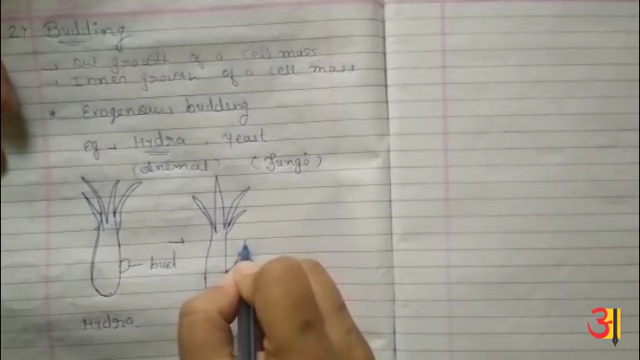 2) Budding
→ Out growth of a cell mass
→ Inner growth of a cell mass
* Exogenous budding
Eg → Hydra, Yeast.
(Animal) (Fungi)
bud
Hydra.
अ